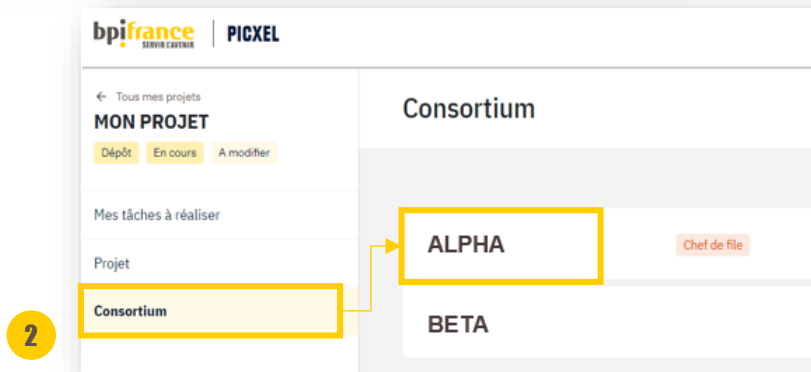 bpifrance
SERVIR L'AVENIR
PICXEL
← Tous mes projets
MON PROJET
Dépôt En cours A modifier
Mes tâches à réaliser
Projet
Consortium
2
Consortium
ALPHA
Chef de file
BETA